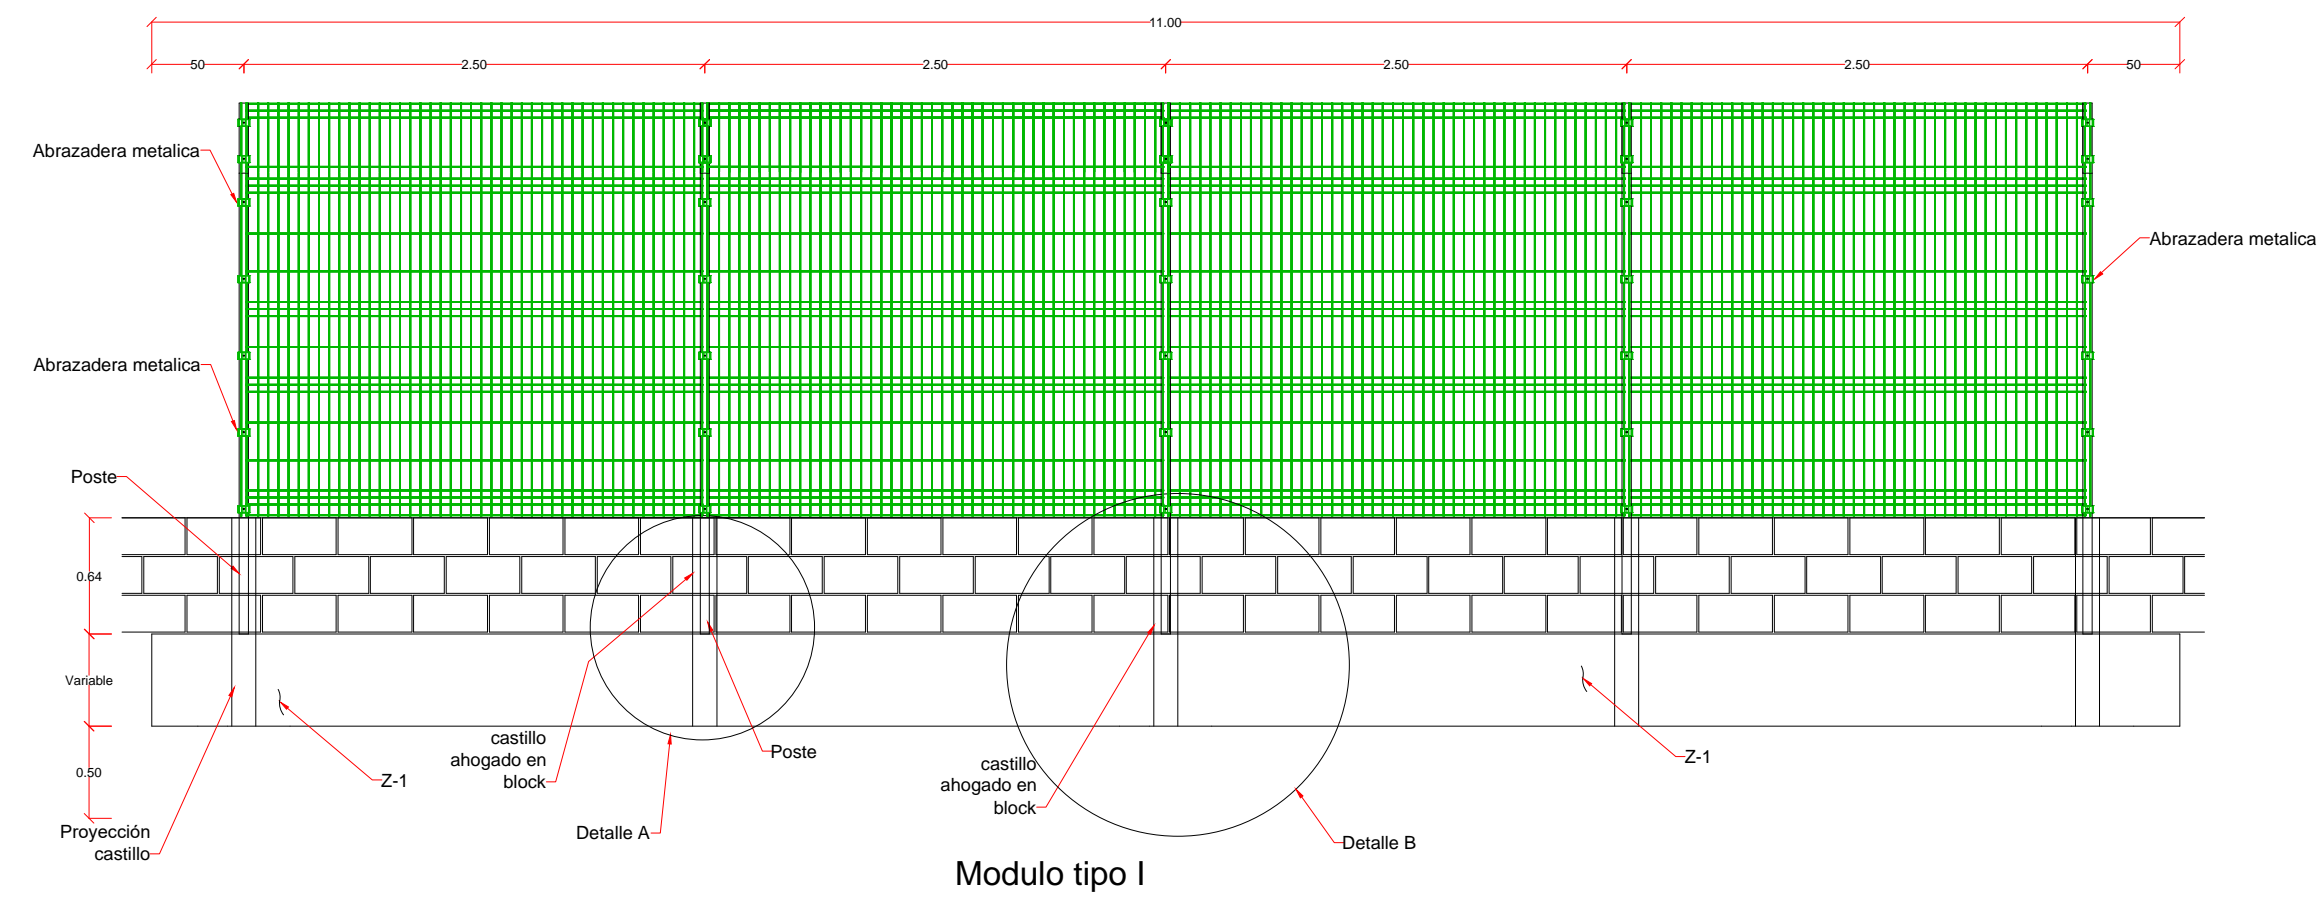 11.00
50
2.50
2.50
2.50
2.50
50
Abrazadera metalica
Abrazadera metalica
Abrazadera metalica
Poste
0.64
Variable
0.50
Proyección
castillo
Z-1
castillo
ahogado en
block
Detalle A
Poste
castillo
ahogado en
block
Detalle B
Z-1
Modulo tipo I